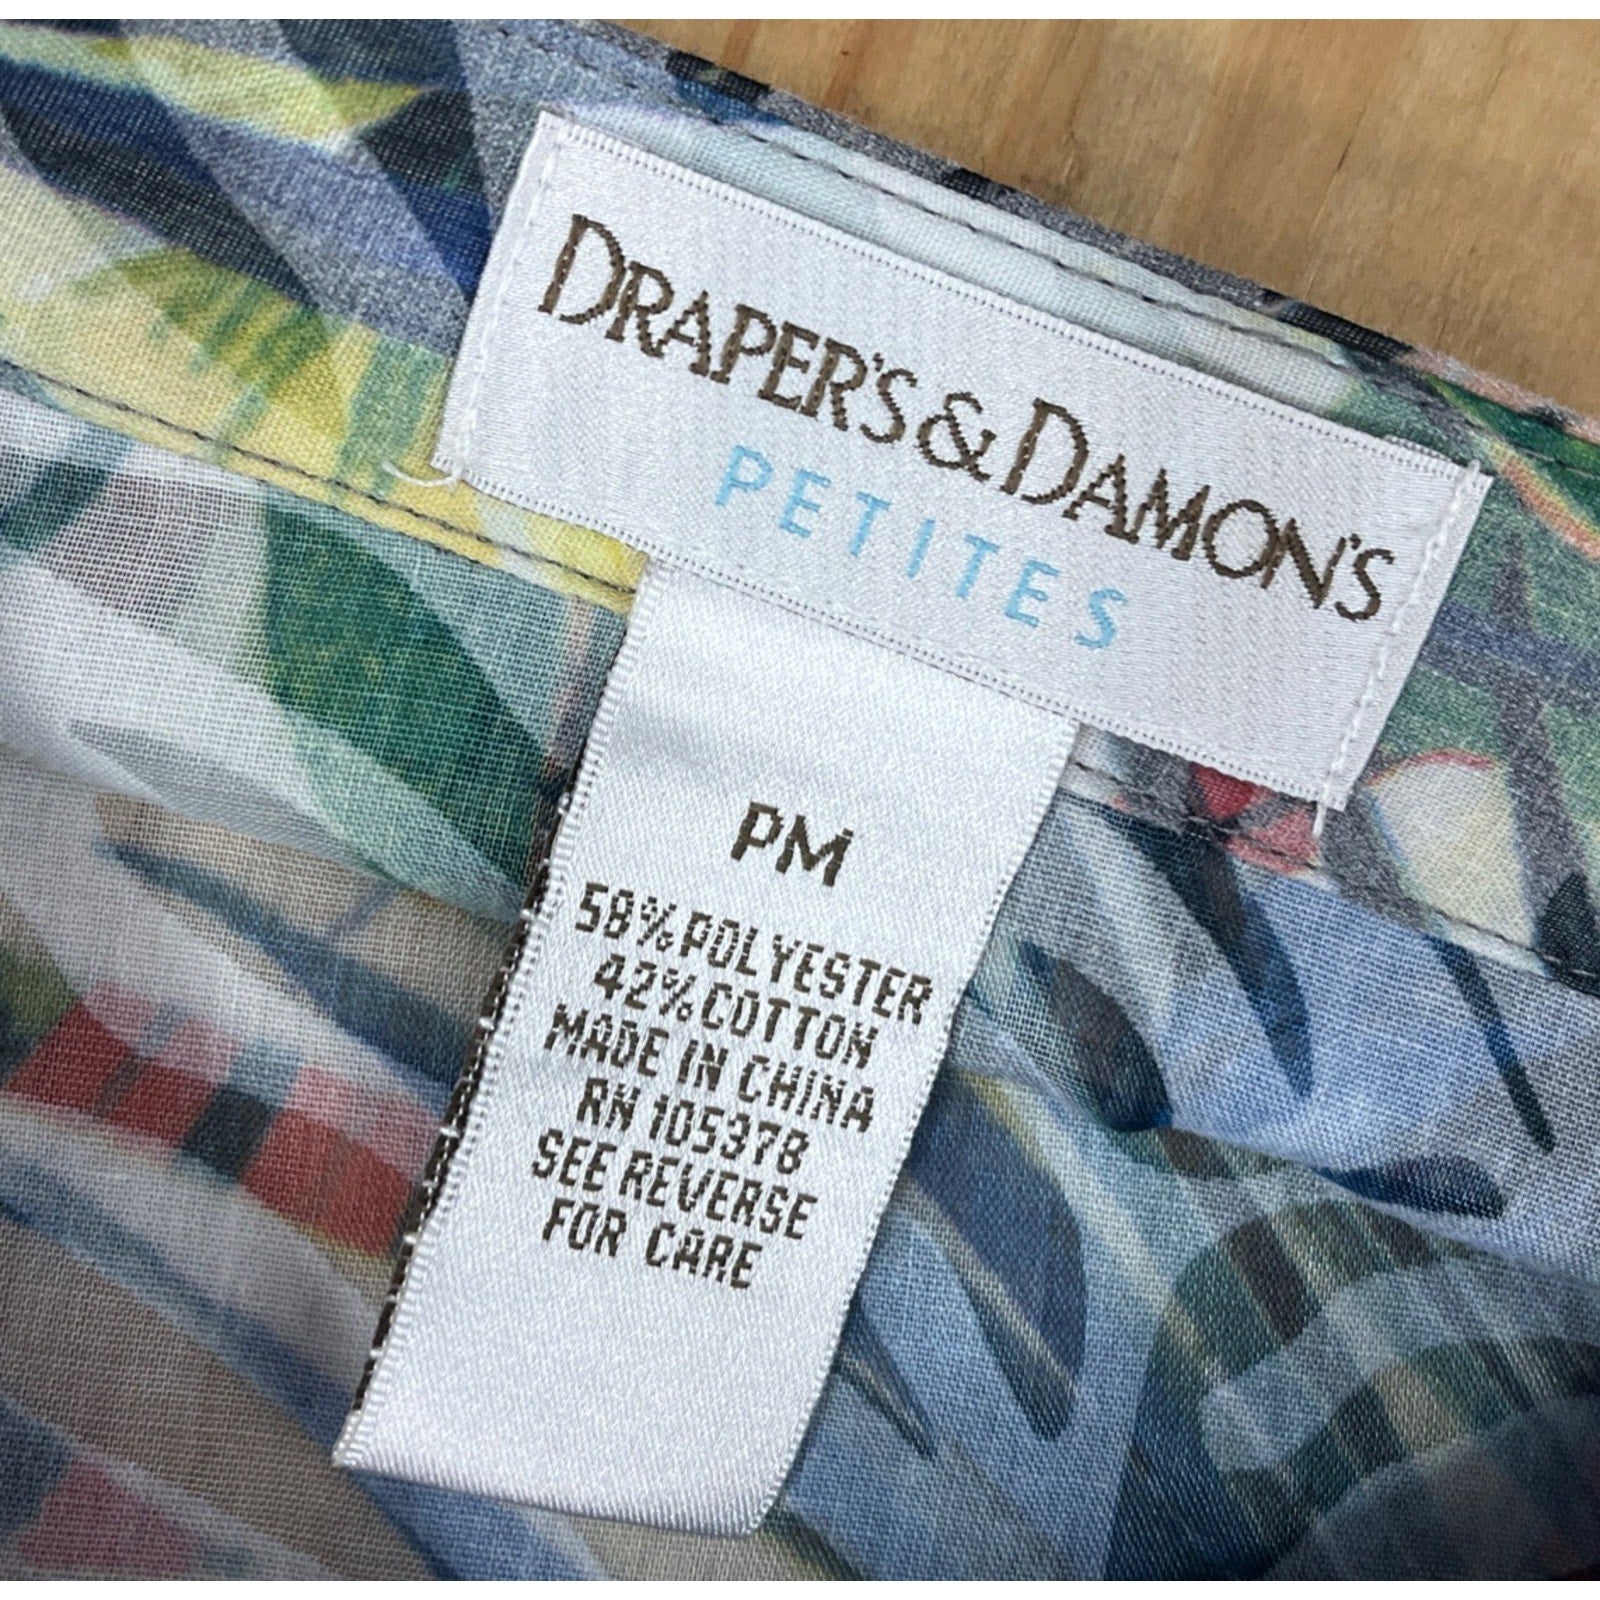 DRAPER'S & DAMON'S
PETITES
PM
58% POLYESTER
42% COTTON
MADE IN CHINA
RN 105378
SEE REVERSE
FOR CARE